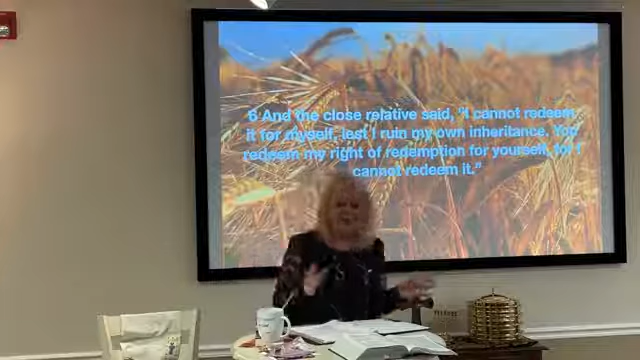 6 And the close relative said, "I cannot redeem
it for myself, lest I ruin my own inheritance. You
redeem my right of redemption for yourself, for I
cannot redeem it."